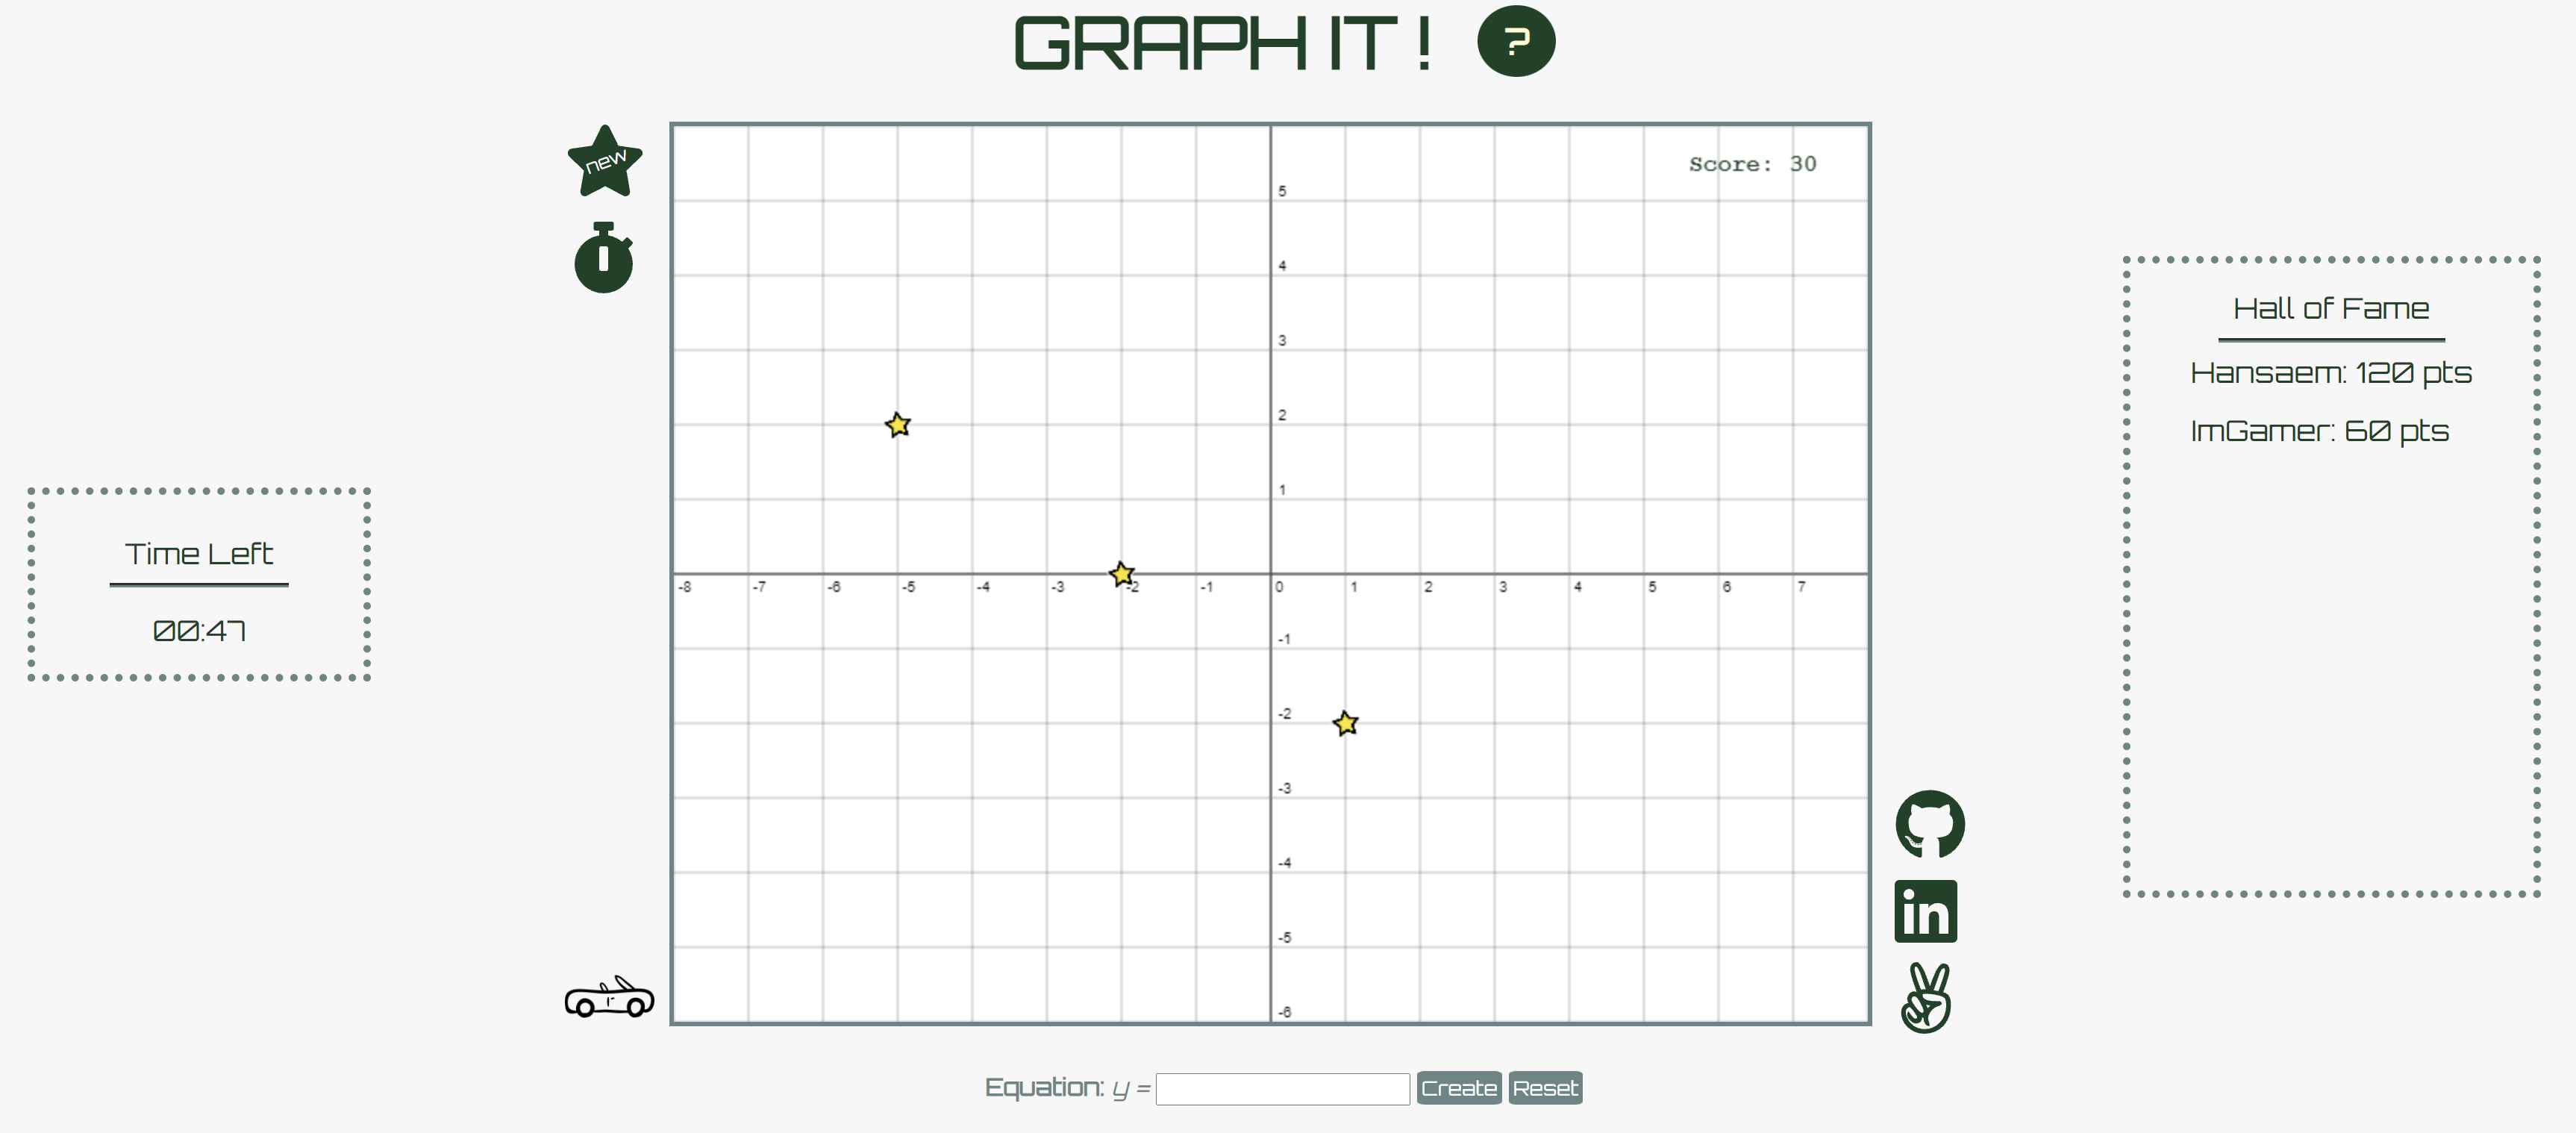 GRAPH IT !
?
new
Score: 30
5
4
3
2
1
-8 -7 -6 -5 -4 -3 -2 -1 0 1 2 3 4 5 6 7
-1
-2
-3
-4
-5
-6
Time Left
00:47
Hall of Fame
Hansaem: 120 pts
ImGamer: 60 pts
in
Equation: y = Create Reset